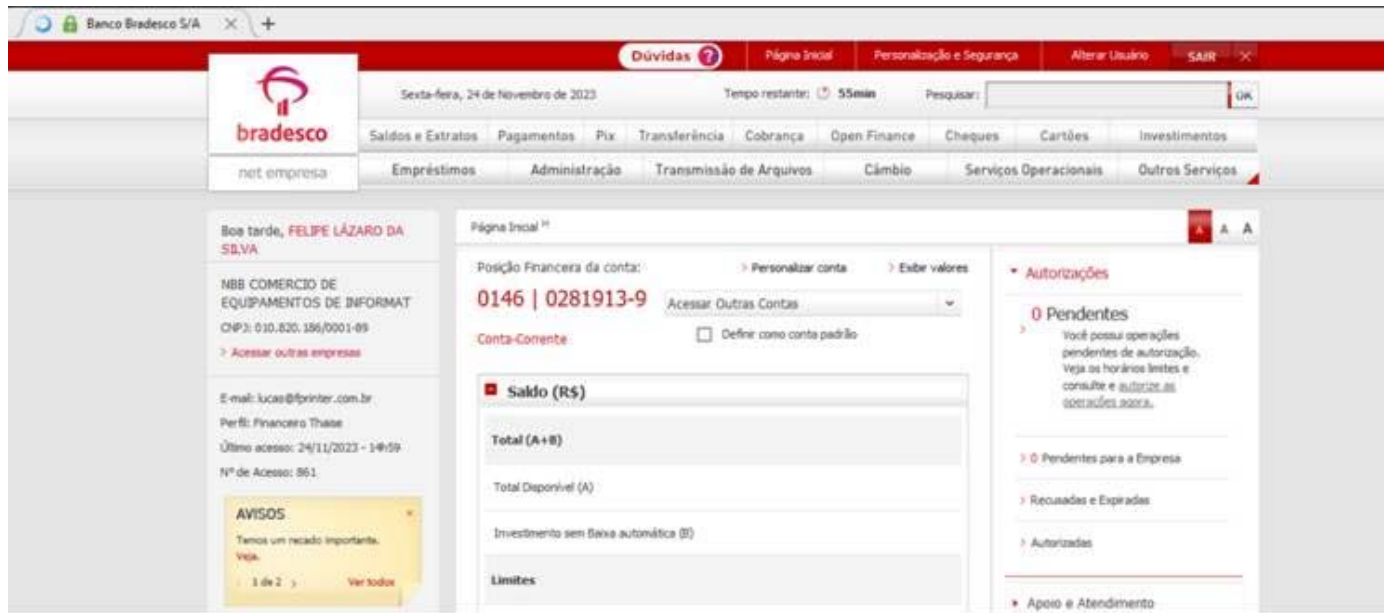 Banco Bradesco S/A
Dúvidas ?
Página Inicial
Personalização e Segurança
Alterar Usuário
SAIR
Sexta-feira, 24 de Novembro de 2023
Tempo restante: 55min
Pesquisar:
OK
bradesco
net empresa
Saldos e Extratos Pagamentos Pix Transferência Cobrança Open Finance Cheques Cartões Investimentos
Empréstimos Administração Transmissão de Arquivos Câmbio Serviços Operacionais Outros Serviços
Boa tarde, FELIPE LÁZARO DA
SILVA
NBB COMERCIO DE
EQUIPAMENTOS DE INFORMAT
CNPJ: 010.820.186/0001-89
> Acessar outras empresas
E-mail: lucas@fprinter.com.br
Perfil: Financeiro Thaise
Último acesso: 24/11/2023 - 14h59
Nº de Acesso: 861
AVISOS
Temos um recado importante.
Veja.
1 de 2 >
Ver todos
Página Inicial
A A A
Posição Financeira da conta:
> Personalizar conta
> Exibir valores
0146 | 0281913-9
Acessar Outras Contas
Conta-Corrente
Definir como conta padrão
Saldo (R$)
Total (A+B)
Total Disponível (A)
Investimento sem Baixa automática (B)
Limites
Autorizações
0 Pendentes
> Você possui operações
pendentes de autorização.
Veja os horários limites e
consulte e autorize as
operações agora.
> 0 Pendentes para a Empresa
> Recusadas e Expiradas
> Autorizadas
Apoio e Atendimento